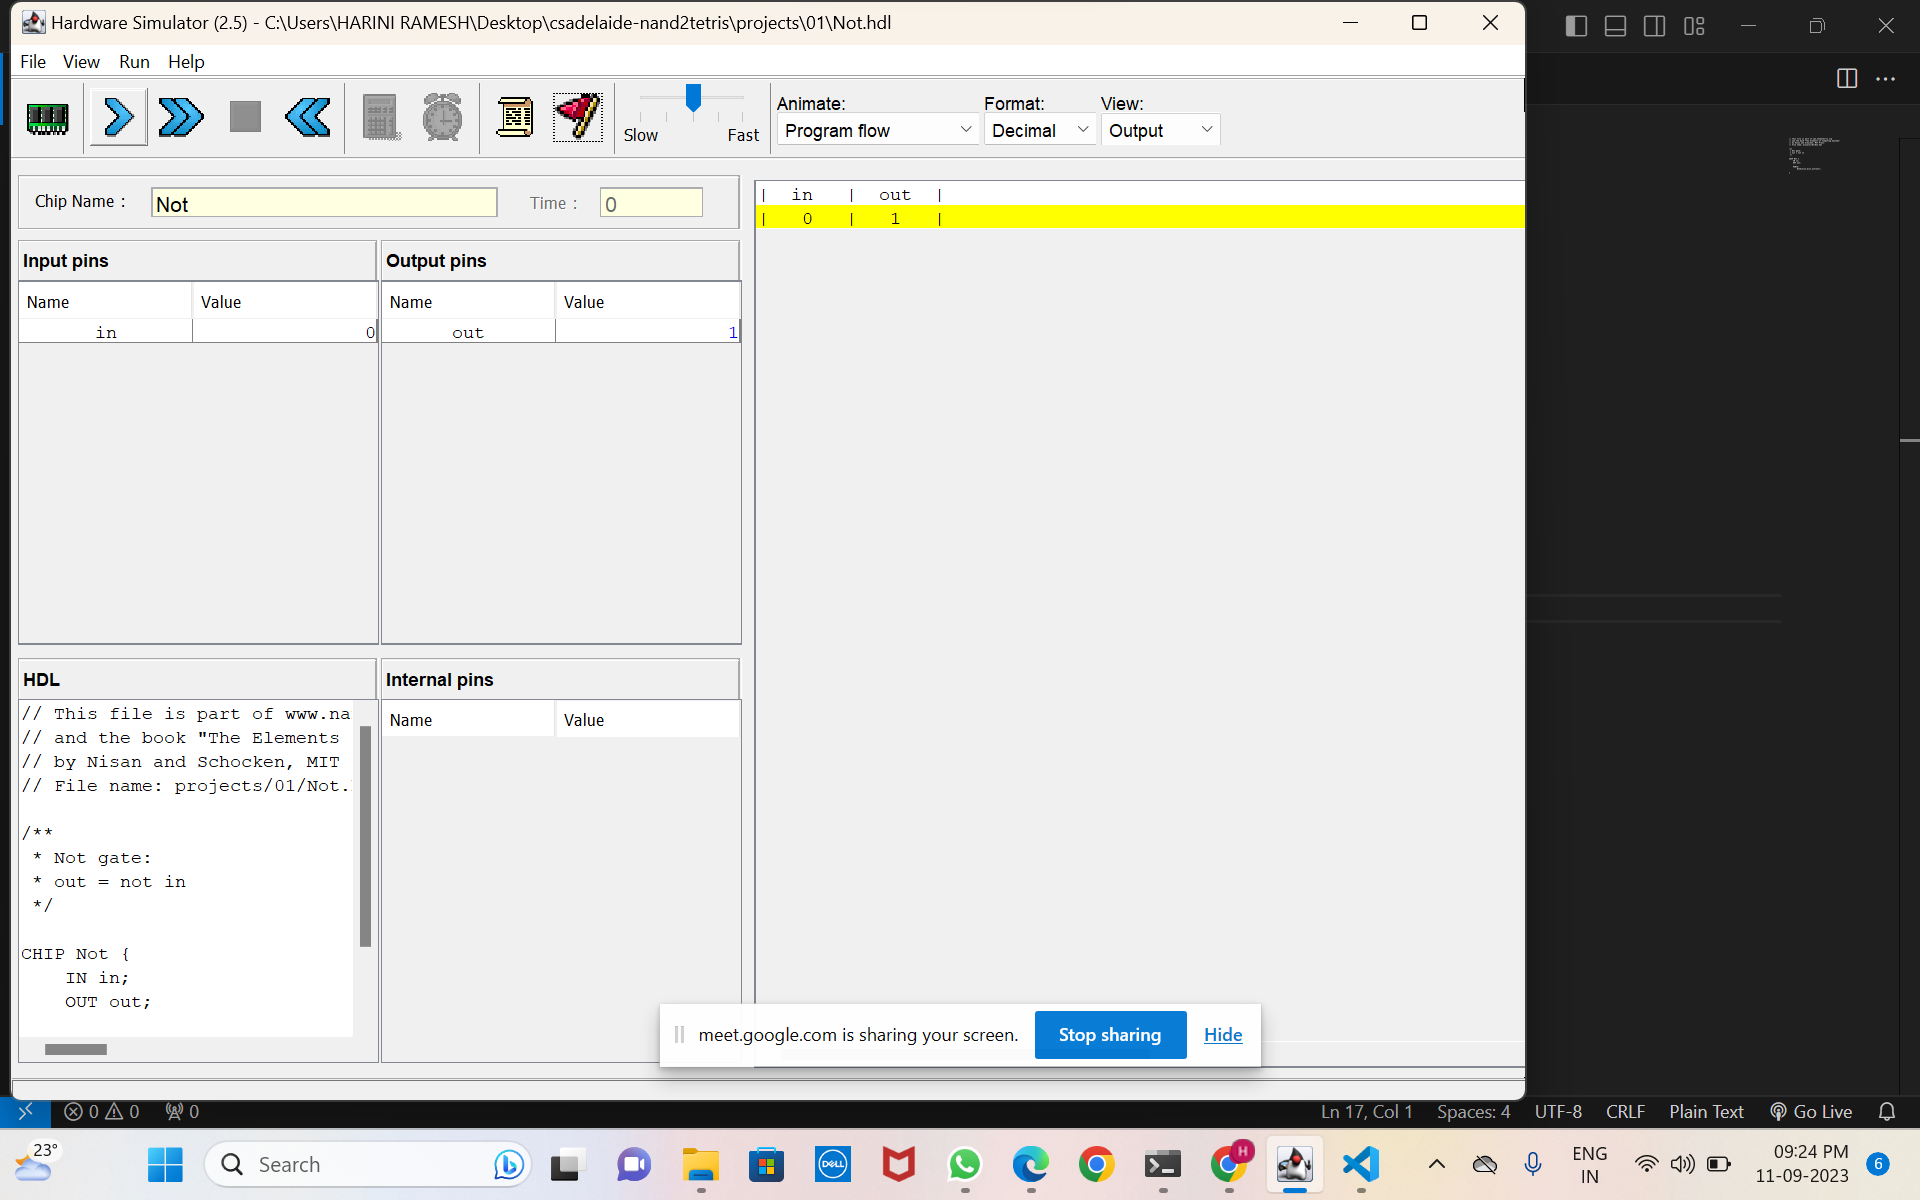 Hardware Simulator (2.5) - C:\Users\HARINI RAMESH\Desktop\csadelaide-nand2tetris\projects\01\Not.hdl
File View Run Help
Slow Fast
Animate: Format: View:
Program flow Decimal Output
Chip Name : Not Time : 0
| in | out |
| 0 | 1 |
Input pins Output pins
Name Value Name Value
in 0 out 1
HDL Internal pins
Name Value
// This file is part of www.na
// and the book "The Elements
// by Nisan and Schocken, MIT
// File name: projects/01/Not.
/**
* Not gate:
* out = not in
*/
CHIP Not {
IN in;
OUT out;
meet.google.com is sharing your screen. Stop sharing Hide
0 0 0 Ln 17, Col 1 Spaces: 4 UTF-8 CRLF Plain Text Go Live
23° Search DELL H ENG 09:24 PM
IN 11-09-2023 6